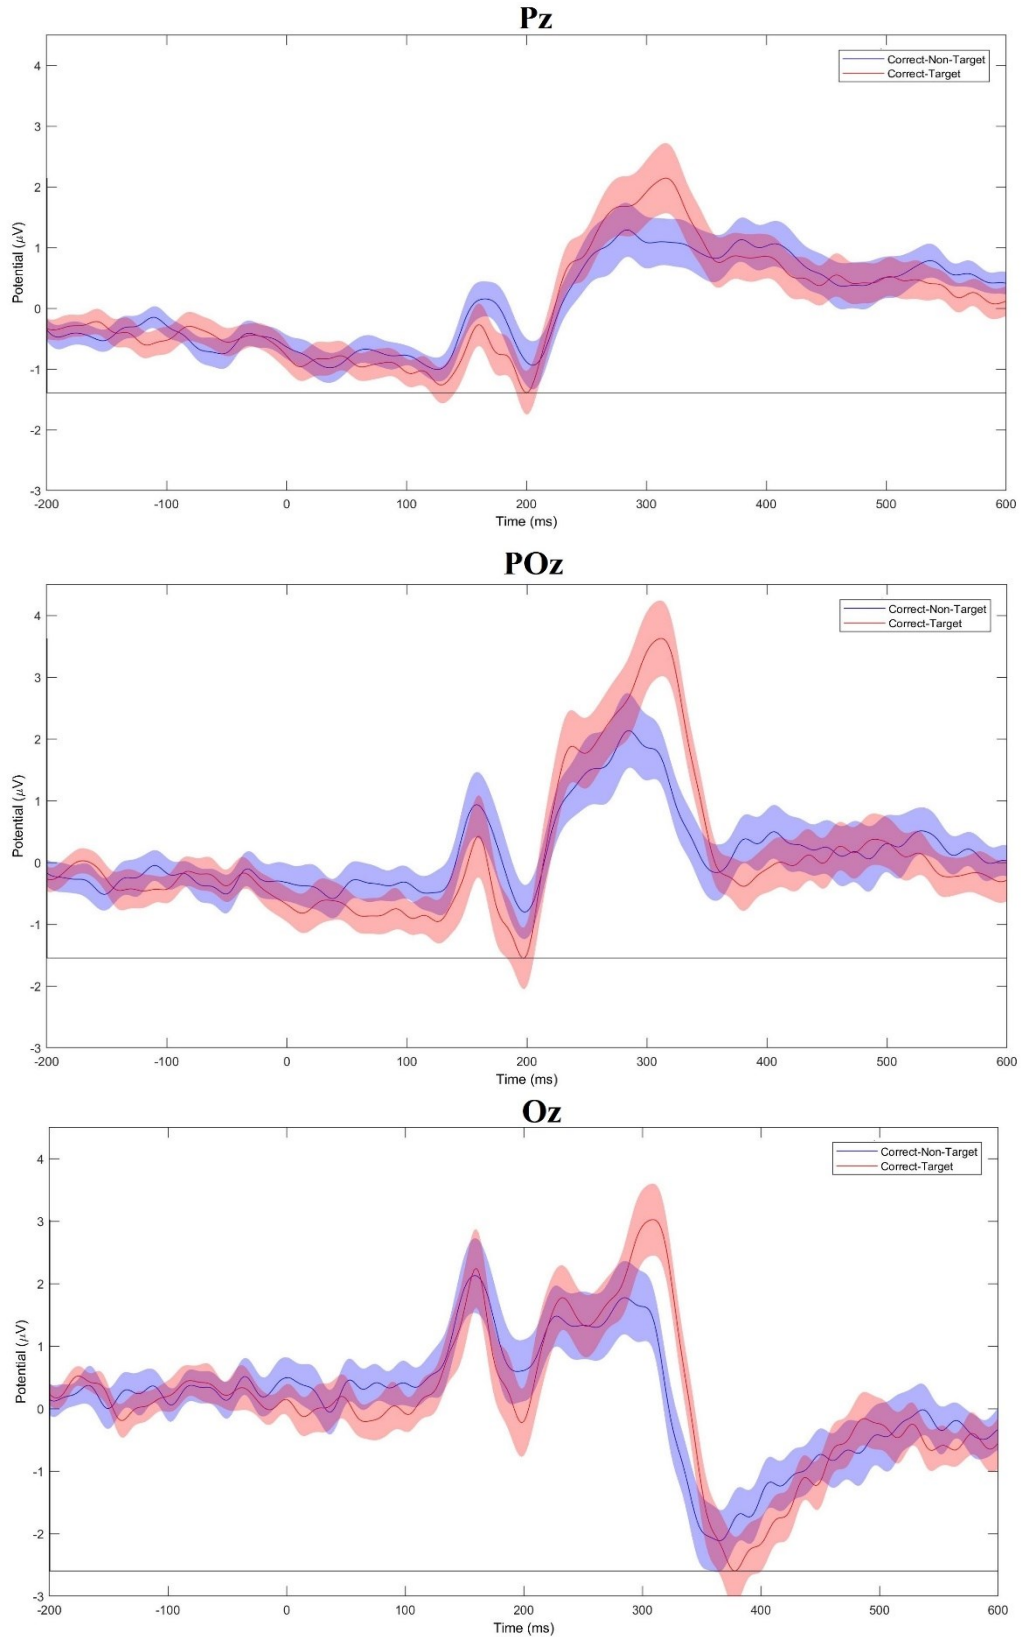 Pz
Correct-Non-Target
Correct-Target
4
3
2
1
0
-1
-2
-3
Potential (μV)
-200 -100 0 100 200 300 400 500 600
Time (ms)
POz
Correct-Non-Target
Correct-Target
4
3
2
1
0
-1
-2
-3
Potential (μV)
-200 -100 0 100 200 300 400 500 600
Time (ms)
Oz
Correct-Non-Target
Correct-Target
4
3
2
1
0
-1
-2
-3
Potential (μV)
-200 -100 0 100 200 300 400 500 600
Time (ms)